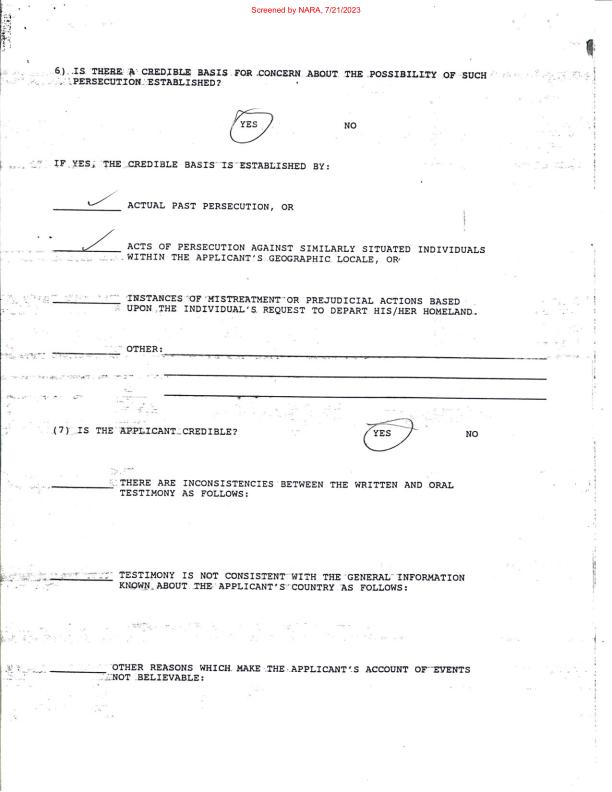 Screened by NARA, 7/21/2023
6) IS THERE A CREDIBLE BASIS FOR CONCERN ABOUT THE POSSIBILITY OF SUCH
PERSECUTION ESTABLISHED?
YES NO
IF YES, THE CREDIBLE BASIS IS ESTABLISHED BY:
ACTUAL PAST PERSECUTION, OR
ACTS OF PERSECUTION AGAINST SIMILARLY SITUATED INDIVIDUALS
WITHIN THE APPLICANT'S GEOGRAPHIC LOCALE, OR
INSTANCES OF MISTREATMENT OR PREJUDICIAL ACTIONS BASED
UPON THE INDIVIDUAL'S REQUEST TO DEPART HIS/HER HOMELAND.
OTHER:
(7) IS THE APPLICANT CREDIBLE? YES NO
THERE ARE INCONSISTENCIES BETWEEN THE WRITTEN AND ORAL
TESTIMONY AS FOLLOWS:
TESTIMONY IS NOT CONSISTENT WITH THE GENERAL INFORMATION
KNOWN ABOUT THE APPLICANT'S COUNTRY AS FOLLOWS:
OTHER REASONS WHICH MAKE THE APPLICANT'S ACCOUNT OF EVENTS
NOT BELIEVABLE: